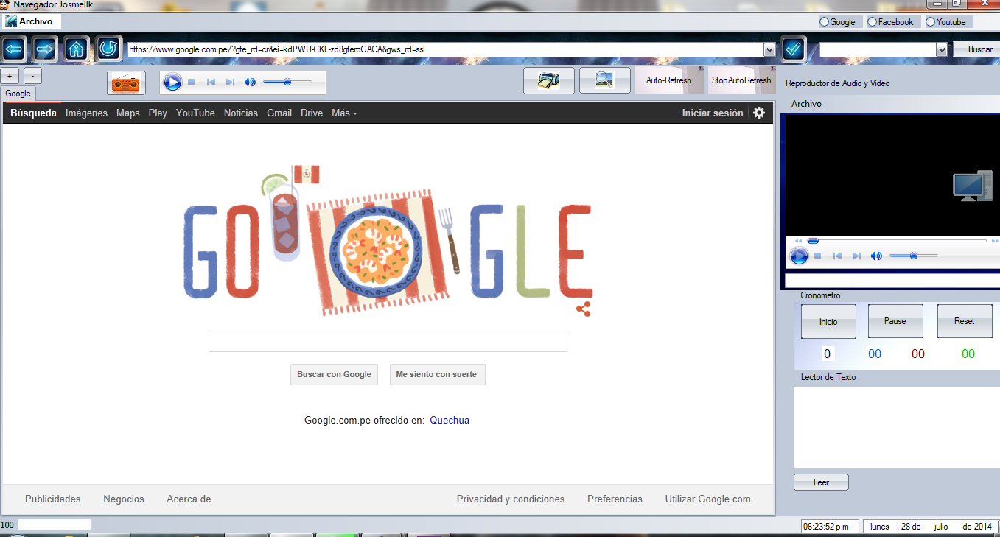 Navegador Josmellk
Archivo
Google Facebook Youtube
https://www.google.com.pe/?gfe_rd=cr&ei=kdPWU-CKF-zd8gferoGACA&gws_rd=ssl
Buscar
+ -
Auto-Refresh StopAutoRefresh
Reproductor de Audio y Video
Google
Archivo
Búsqueda Imágenes Maps Play YouTube Noticias Gmail Drive Más
Iniciar sesión
GO GLE
Cronometro
Inicio Pause Reset
0 00 00 00
Buscar con Google Me siento con suerte
Lector de Texto
Google.com.pe ofrecido en: Quechua
Leer
Publicidades Negocios Acerca de
Privacidad y condiciones Preferencias Utilizar Google.com
100
06:23:52 p.m. lunes , 28 de julio de 2014